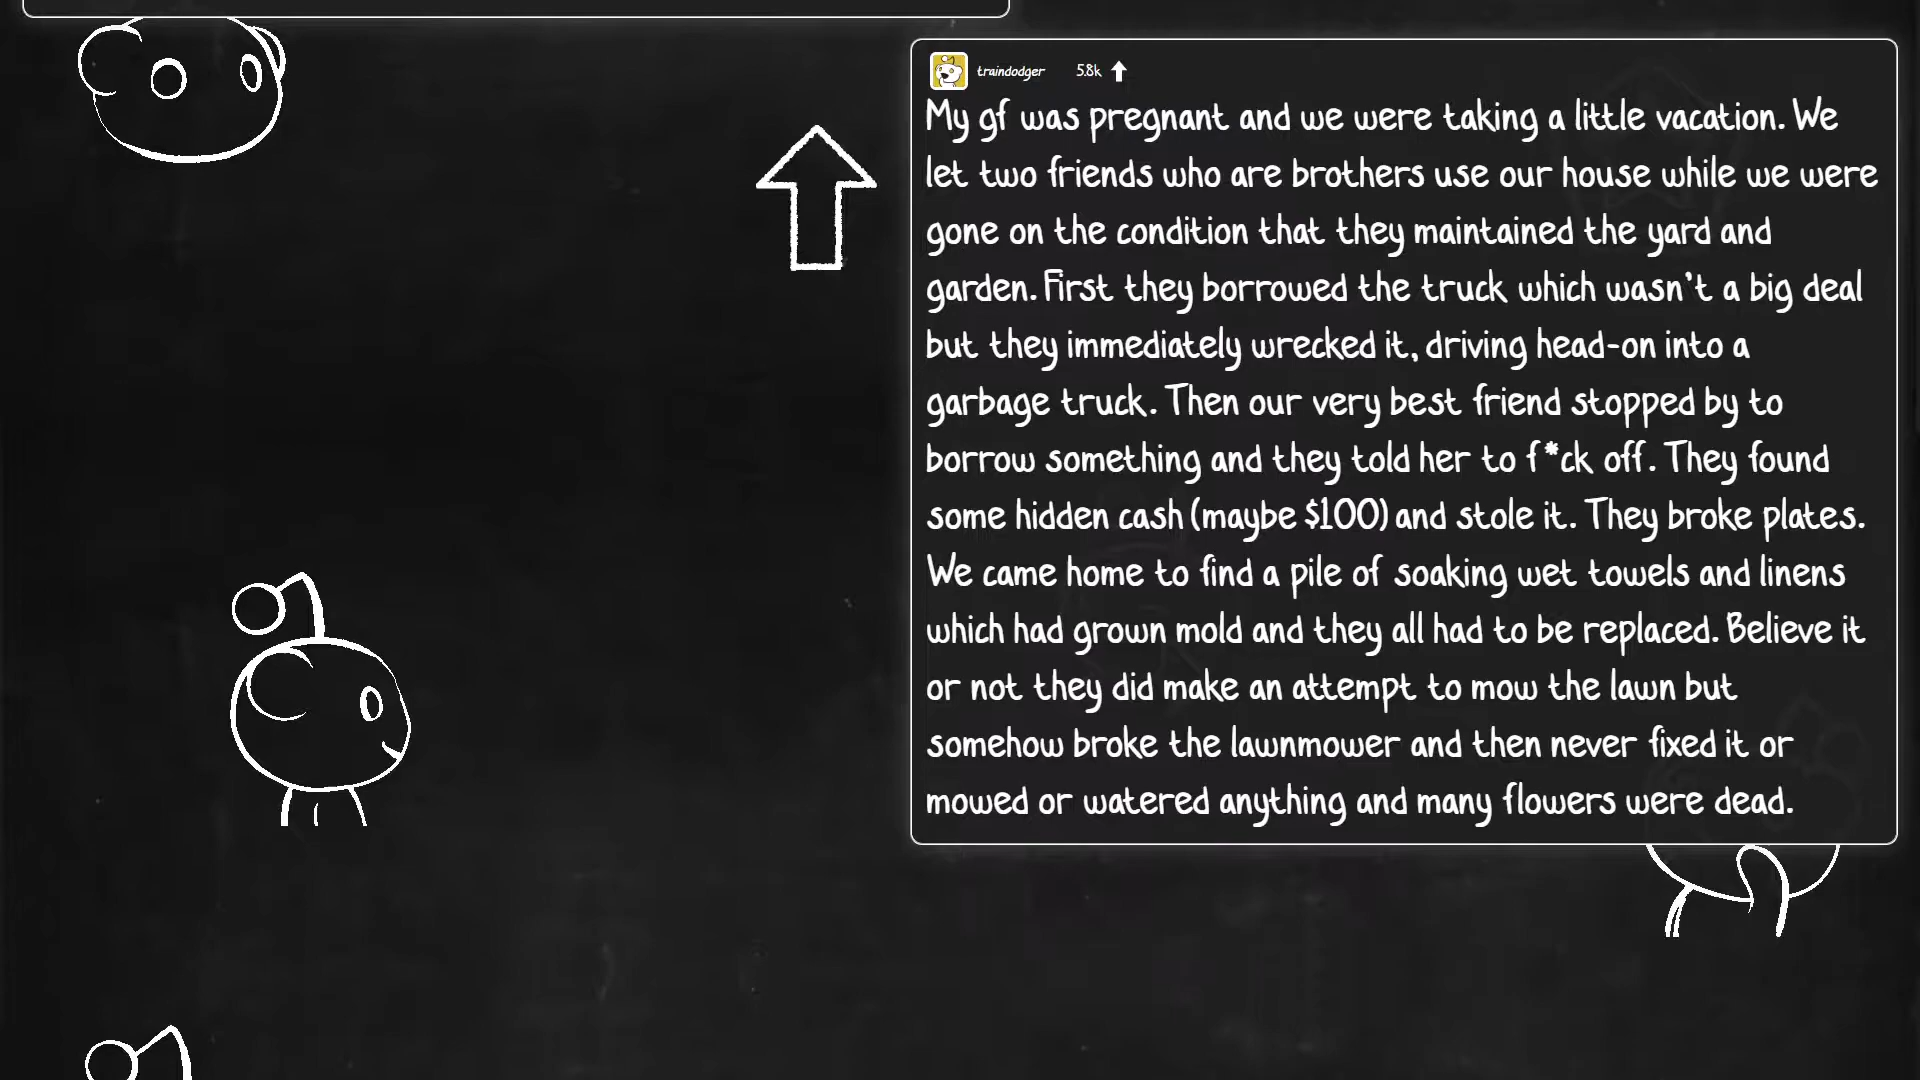 traindodger 5.8k
My gf was pregnant and we were taking a little vacation. We
let two friends who are brothers use our house while we were
gone on the condition that they maintained the yard and
garden. First they borrowed the truck which wasn't a big deal
but they immediately wrecked it, driving head-on into a
garbage truck. Then our very best friend stopped by to
borrow something and they told her to f*ck off. They found
some hidden cash (maybe $100) and stole it. They broke plates.
We came home to find a pile of soaking wet towels and linens
which had grown mold and they all had to be replaced. Believe it
or not they did make an attempt to mow the lawn but
somehow broke the lawnmower and then never fixed it or
mowed or watered anything and many flowers were dead.